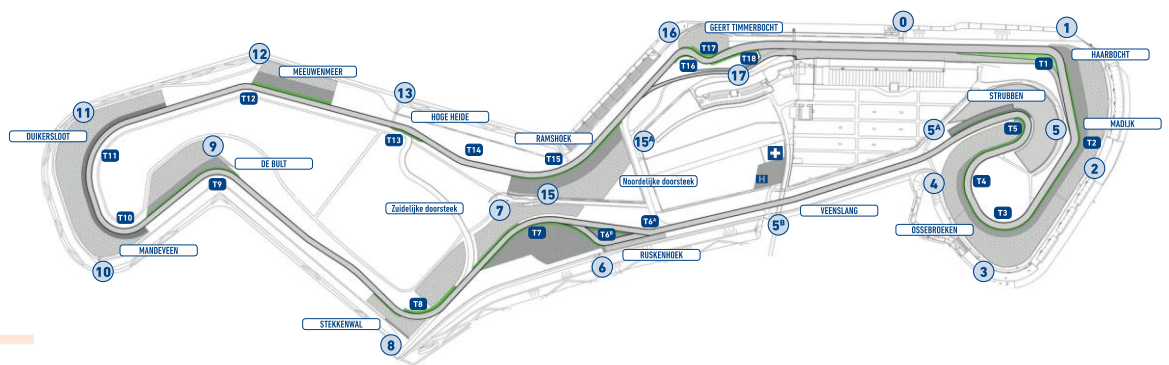 16
GEERT TIMMERBOCHT
0
1
T17
T16
T18
17
HAARBOCHT
T1
12
MEEUWENMEER
13
HOGE HEIDE
T12
11
DUIKERSLOOT
T11
T13
T14
RAMSHOEK
T15
15
15A
STRUBBEN
5A
T5
5
MADIJK
T2
2
9
DE BULT
T9
T10
MANDEVEEN
10
Noordelijke doorsteek
H
4
T4
T3
OSSEBROEKEN
3
7
Zuidelijke doorsteek
T7
T6A
T6B
RUSKENHOEK
6
VEENSLANG
5B
T8
STEKKENWAL
8